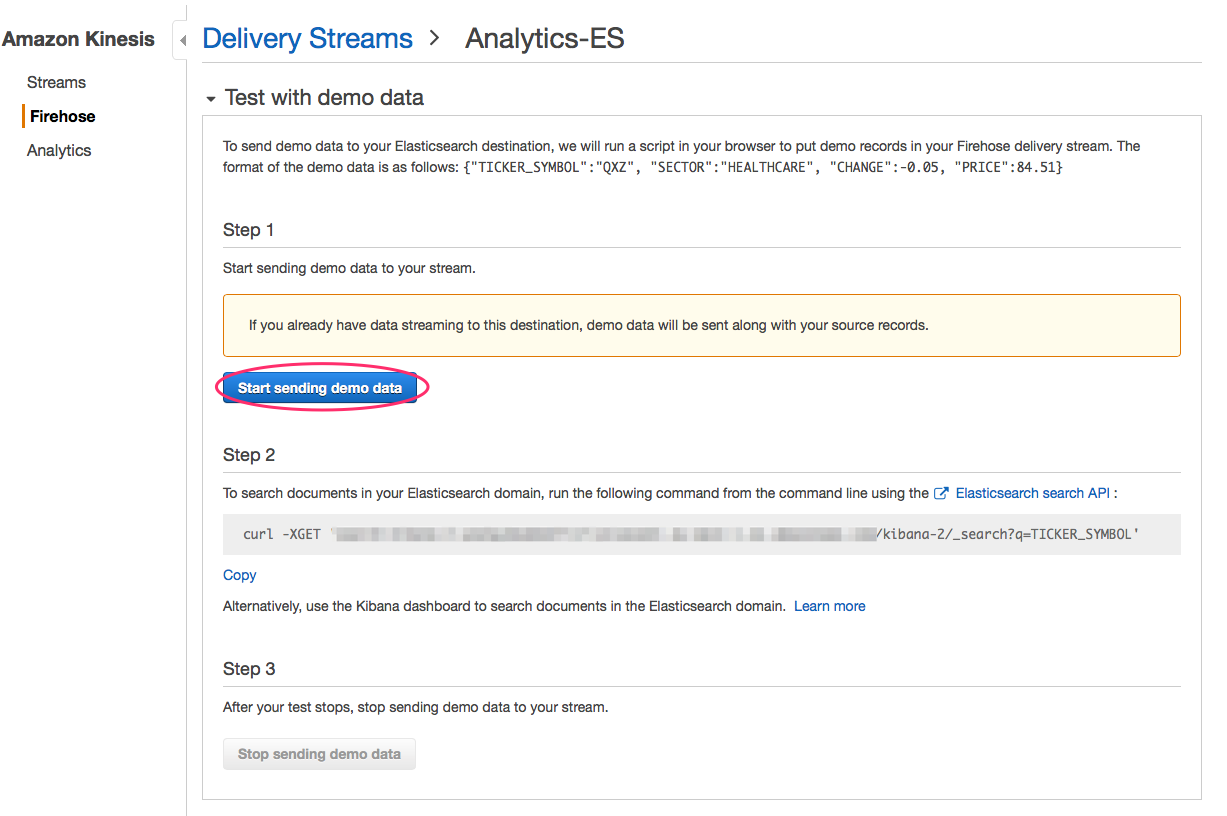 Amazon Kinesis
Streams
Firehose
Analytics
Delivery Streams > Analytics-ES
Test with demo data
To send demo data to your Elasticsearch destination, we will run a script in your browser to put demo records in your Firehose delivery stream. The
format of the demo data is as follows: {"TICKER_SYMBOL":"QXZ", "SECTOR":"HEALTHCARE", "CHANGE":-0.05, "PRICE":84.51}
Step 1
Start sending demo data to your stream.
If you already have data streaming to this destination, demo data will be sent along with your source records.
Start sending demo data
Step 2
To search documents in your Elasticsearch domain, run the following command from the command line using the Elasticsearch search API :
curl -XGET '/kibana-2/_search?q=TICKER_SYMBOL'
Copy
Alternatively, use the Kibana dashboard to search documents in the Elasticsearch domain. Learn more
Step 3
After your test stops, stop sending demo data to your stream.
Stop sending demo data